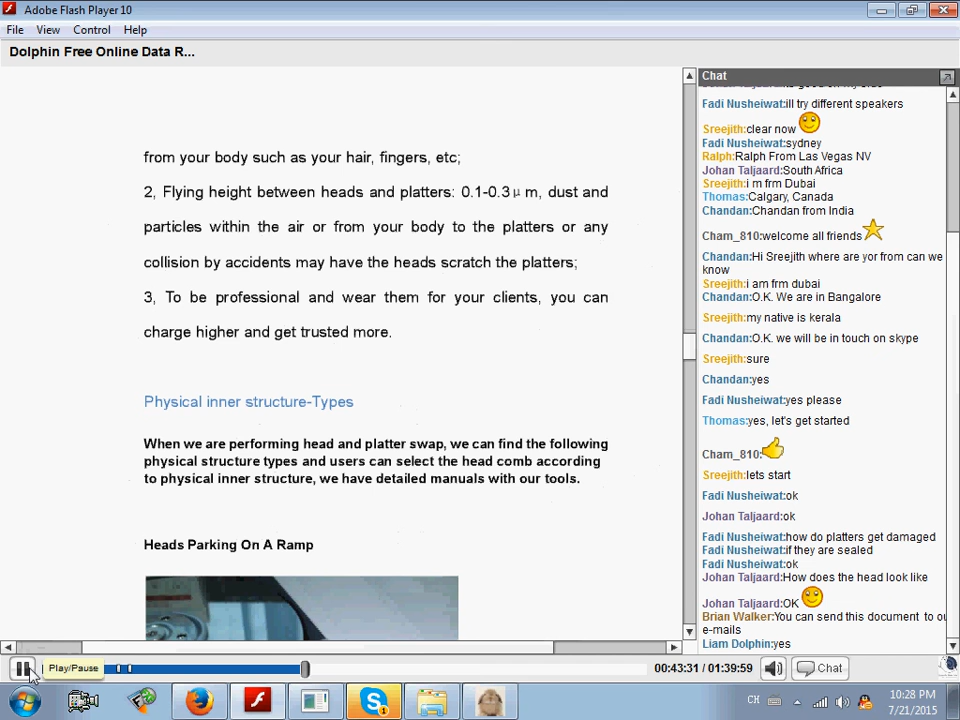 Adobe Flash Player 10
File View Control Help
Dolphin Free Online Data R...
from your body such as your hair, fingers, etc;
2, Flying height between heads and platters: 0.1-0.3μm, dust and
particles within the air or from your body to the platters or any
collision by accidents may have the heads scratch the platters;
3, To be professional and wear them for your clients, you can
charge higher and get trusted more.
Physical inner structure-Types
When we are performing head and platter swap, we can find the following
physical structure types and users can select the head comb according
to physical inner structure, we have detailed manuals with our tools.
Heads Parking On A Ramp
Chat
Fadi Nusheiwat:ill try different speakers
Sreejith:clear now
Fadi Nusheiwat:sydney
Ralph:Ralph From Las Vegas NV
Johan Taljaard:South Africa
Sreejith:i m frm Dubai
Thomas:Calgary, Canada
Chandan:Chandan from India
Cham_810:welcome all friends
Chandan:Hi Sreejith where are yor from can we
know
Sreejith:i am frm dubai
Chandan:O.K. We are in Bangalore
Sreejith:my native is kerala
Chandan:O.K. we will be in touch on skype
Sreejith:sure
Chandan:yes
Fadi Nusheiwat:yes please
Thomas:yes, let's get started
Cham_810:
Sreejith:lets start
Fadi Nusheiwat:ok
Johan Taljaard:ok
Fadi Nusheiwat:how do platters get damaged
Fadi Nusheiwat:if they are sealed
Fadi Nusheiwat:ok
Johan Taljaard:How does the head look like
Johan Taljaard:OK
Brian Walker:You can send this document to ou
e-mails
Liam Dolphin:yes
Play/Pause
00:43:31 / 01:39:59
Chat
CH
10:28 PM
7/21/2015